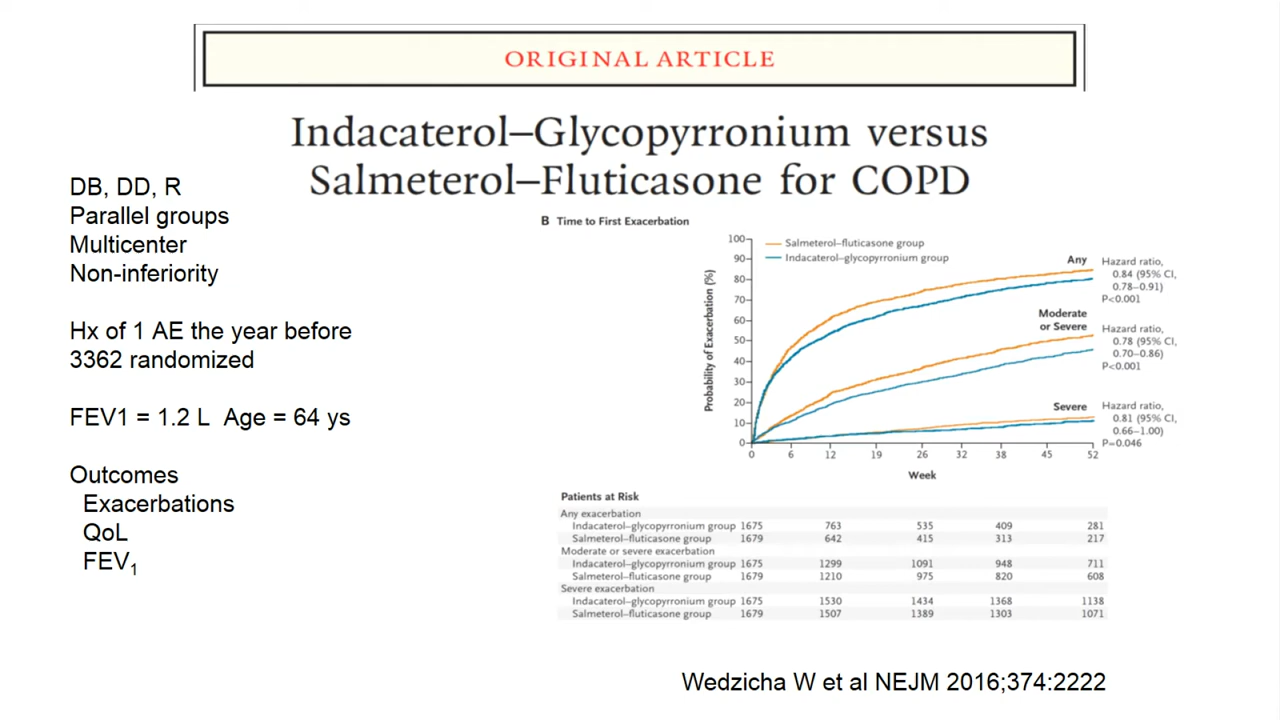 ORIGINAL ARTICLE
Indacaterol–Glycopyrronium versus
Salmeterol–Fluticasone for COPD
DB, DD, R
Parallel groups
Multicenter
Non-inferiority
Hx of 1 AE the year before
3362 randomized
FEV1 = 1.2 L Age = 64 ys
Outcomes
Exacerbations
QoL
FEV₁
B Time to First Exacerbation
Probability of Exacerbation (%)
100
90
80
70
60
50
40
30
20
10
0
Salmeterol–fluticasone group
Indacaterol–glycopyrronium group
Any
Hazard ratio,
0.84 (95% CI,
0.78–0.91)
P<0.001
Moderate
or Severe
Hazard ratio,
0.78 (95% CI,
0.70–0.86)
P<0.001
Severe
Hazard ratio,
0.81 (95% CI,
0.66–1.00)
P=0.046
0 6 12 19 26 32 38 45 52
Week
Patients at Risk
Any exacerbation
Indacaterol–glycopyrronium group 1675 763 535 409 281
Salmeterol–fluticasone group 1679 642 415 313 217
Moderate or severe exacerbation
Indacaterol–glycopyrronium group 1675 1299 1091 948 711
Salmeterol–fluticasone group 1679 1210 975 820 608
Severe exacerbation
Indacaterol–glycopyrronium group 1675 1530 1434 1368 1138
Salmeterol–fluticasone group 1679 1507 1389 1303 1071
Wedzicha W et al NEJM 2016;374:2222